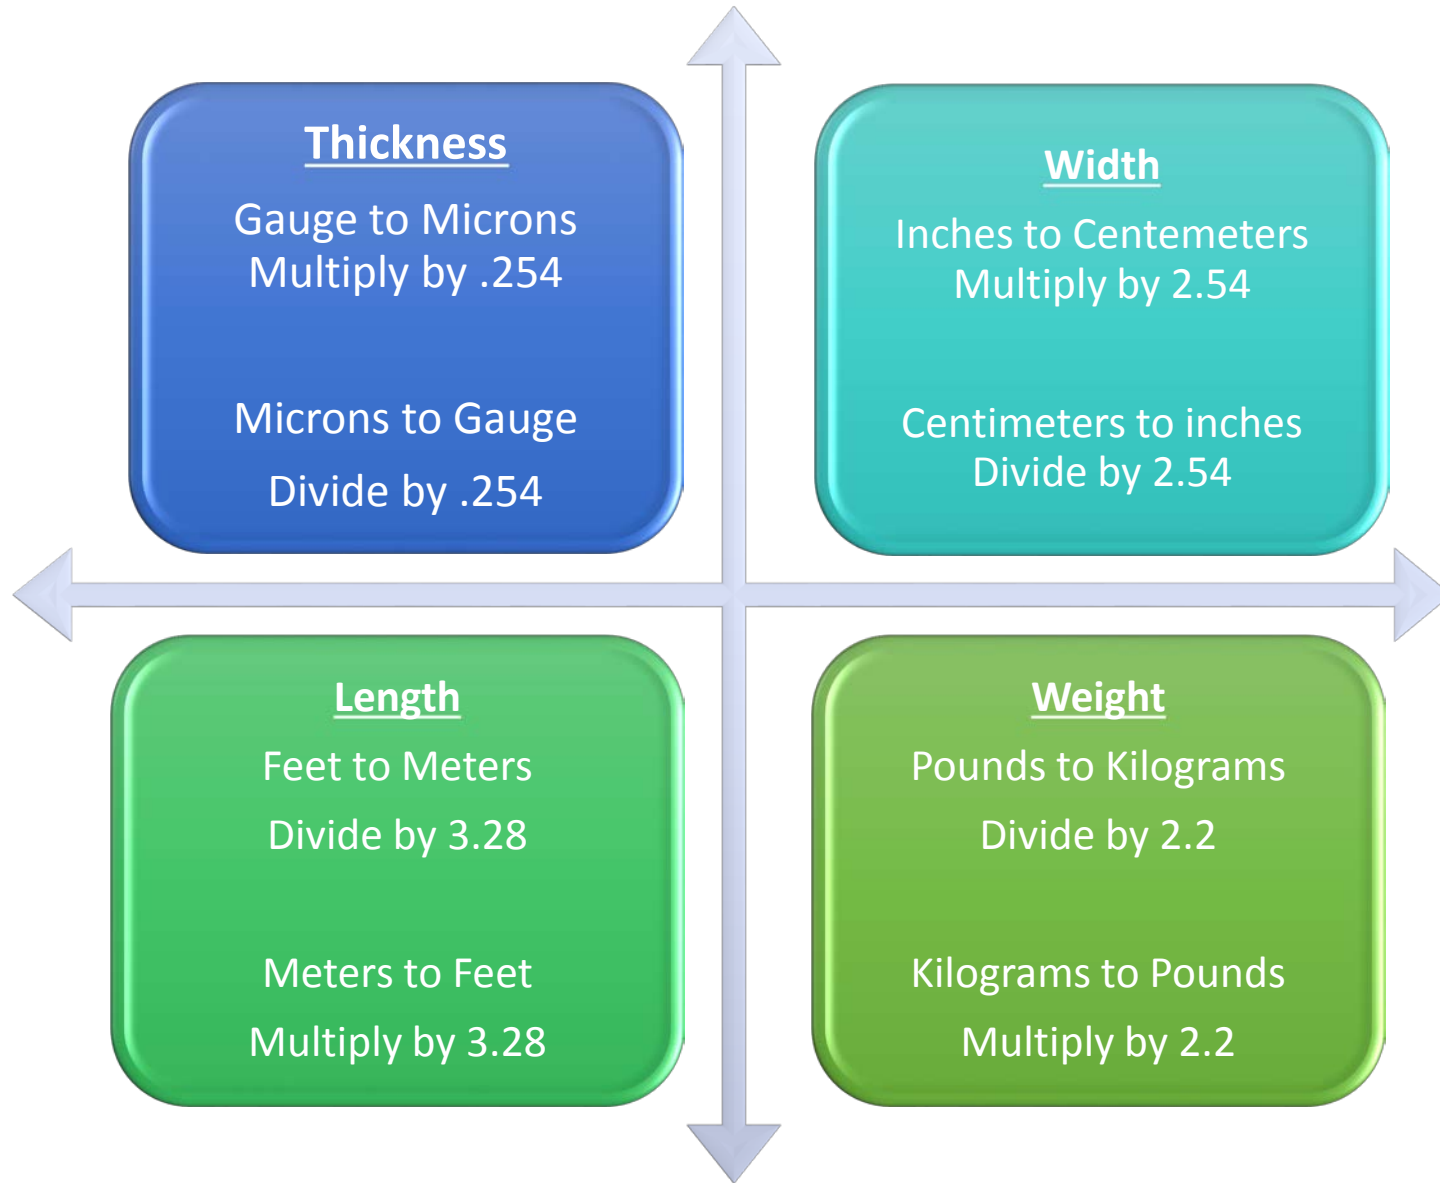 Thickness
Gauge to Microns
Multiply by .254
Microns to Gauge
Divide by .254
Width
Inches to Centemeters
Multiply by 2.54
Centimeters to inches
Divide by 2.54
Length
Feet to Meters
Divide by 3.28
Meters to Feet
Multiply by 3.28
Weight
Pounds to Kilograms
Divide by 2.2
Kilograms to Pounds
Multiply by 2.2